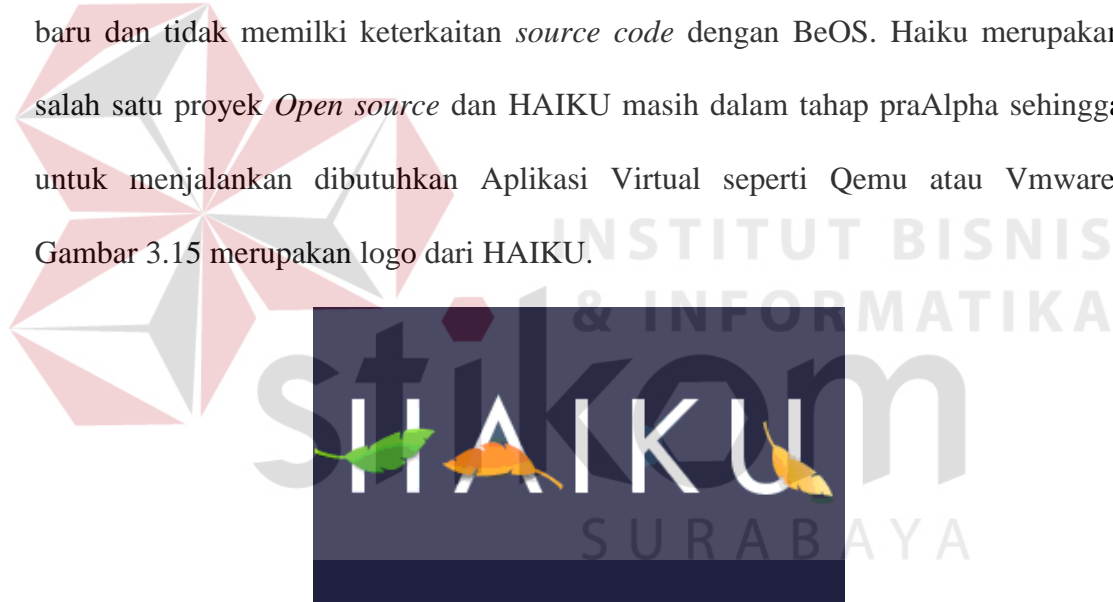 baru dan tidak memilki keterkaitan source code dengan BeOS. Haiku merupakan
salah satu proyek Open source dan HAIKU masih dalam tahap praAlpha sehingga
untuk menjalankan dibutuhkan Aplikasi Virtual seperti Qemu atau Vmware
Gambar 3.15 merupakan logo dari HAIKU.
INSTITUT BISNIS
& INFORMATIKA
stikom
HAIKU
SURABAYA